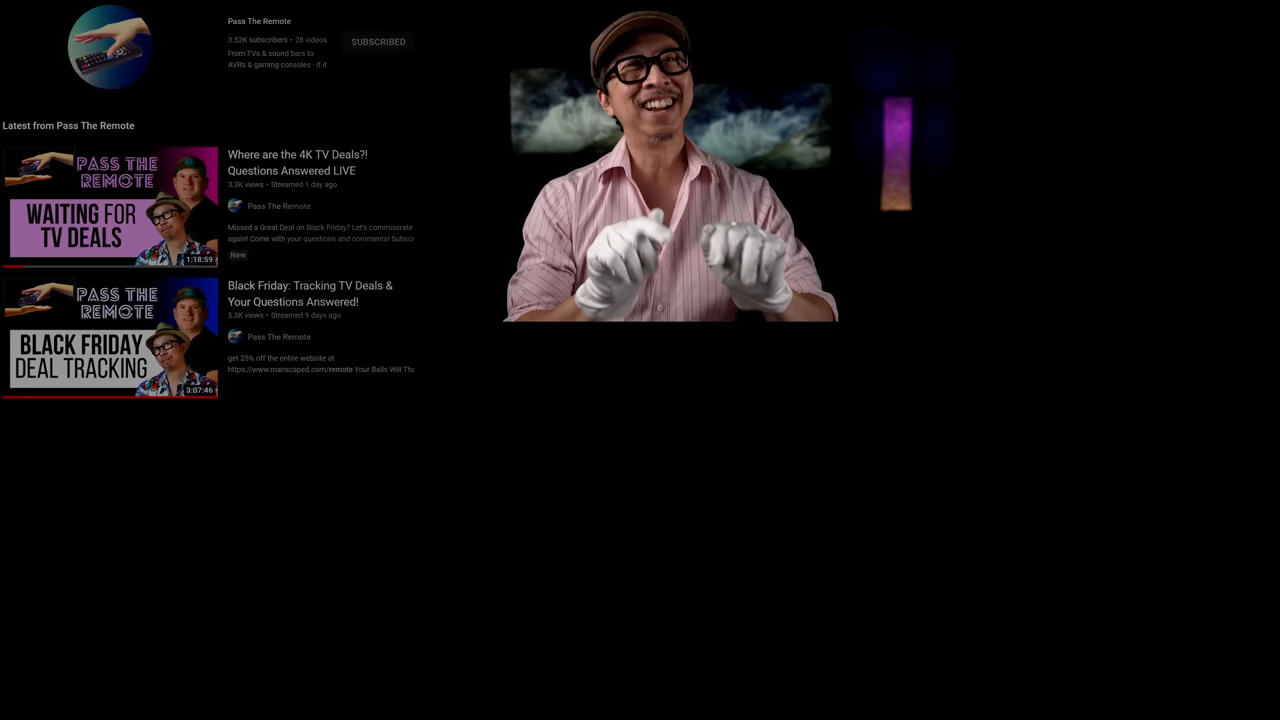 Pass The Remote
3.52K subscribers • 28 videos
SUBSCRIBED
From TVs & sound bars to
AVRs & gaming consoles - if it
Latest from Pass The Remote
PASS THE
REMOTE
WAITING FOR
TV DEALS
1:18:59
Where are the 4K TV Deals?!
Questions Answered LIVE
3.3K views • Streamed 1 day ago
Pass The Remote
Missed a Great Deal on Black Friday? Let's commiserate
again! Come with your questions and comments! Subscr
New
PASS THE
REMOTE
BLACK FRIDAY
DEAL TRACKING
3:07:46
Black Friday: Tracking TV Deals &
Your Questions Answered!
5.3K views • Streamed 9 days ago
Pass The Remote
get 25% off the entire website at
https://www.manscaped.com/remote Your Balls Will Tha